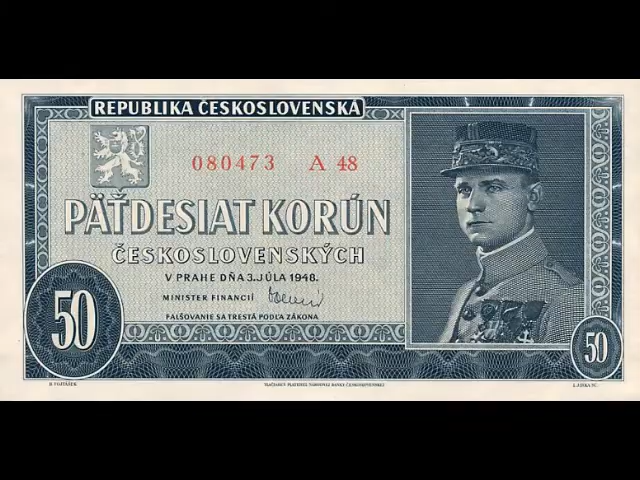 REPUBLIKA ČESKOSLOVENSKÁ
080473 A 48
PÄŤDESIAT KORÚN
ČESKOSLOVENSKÝCH
V PRAHE DŇA 3. JÚLA 1948.
MINISTER FINANCIÍ
FALŠOVANIE SA TRESTÁ PODĽA ZÁKONA
50
50